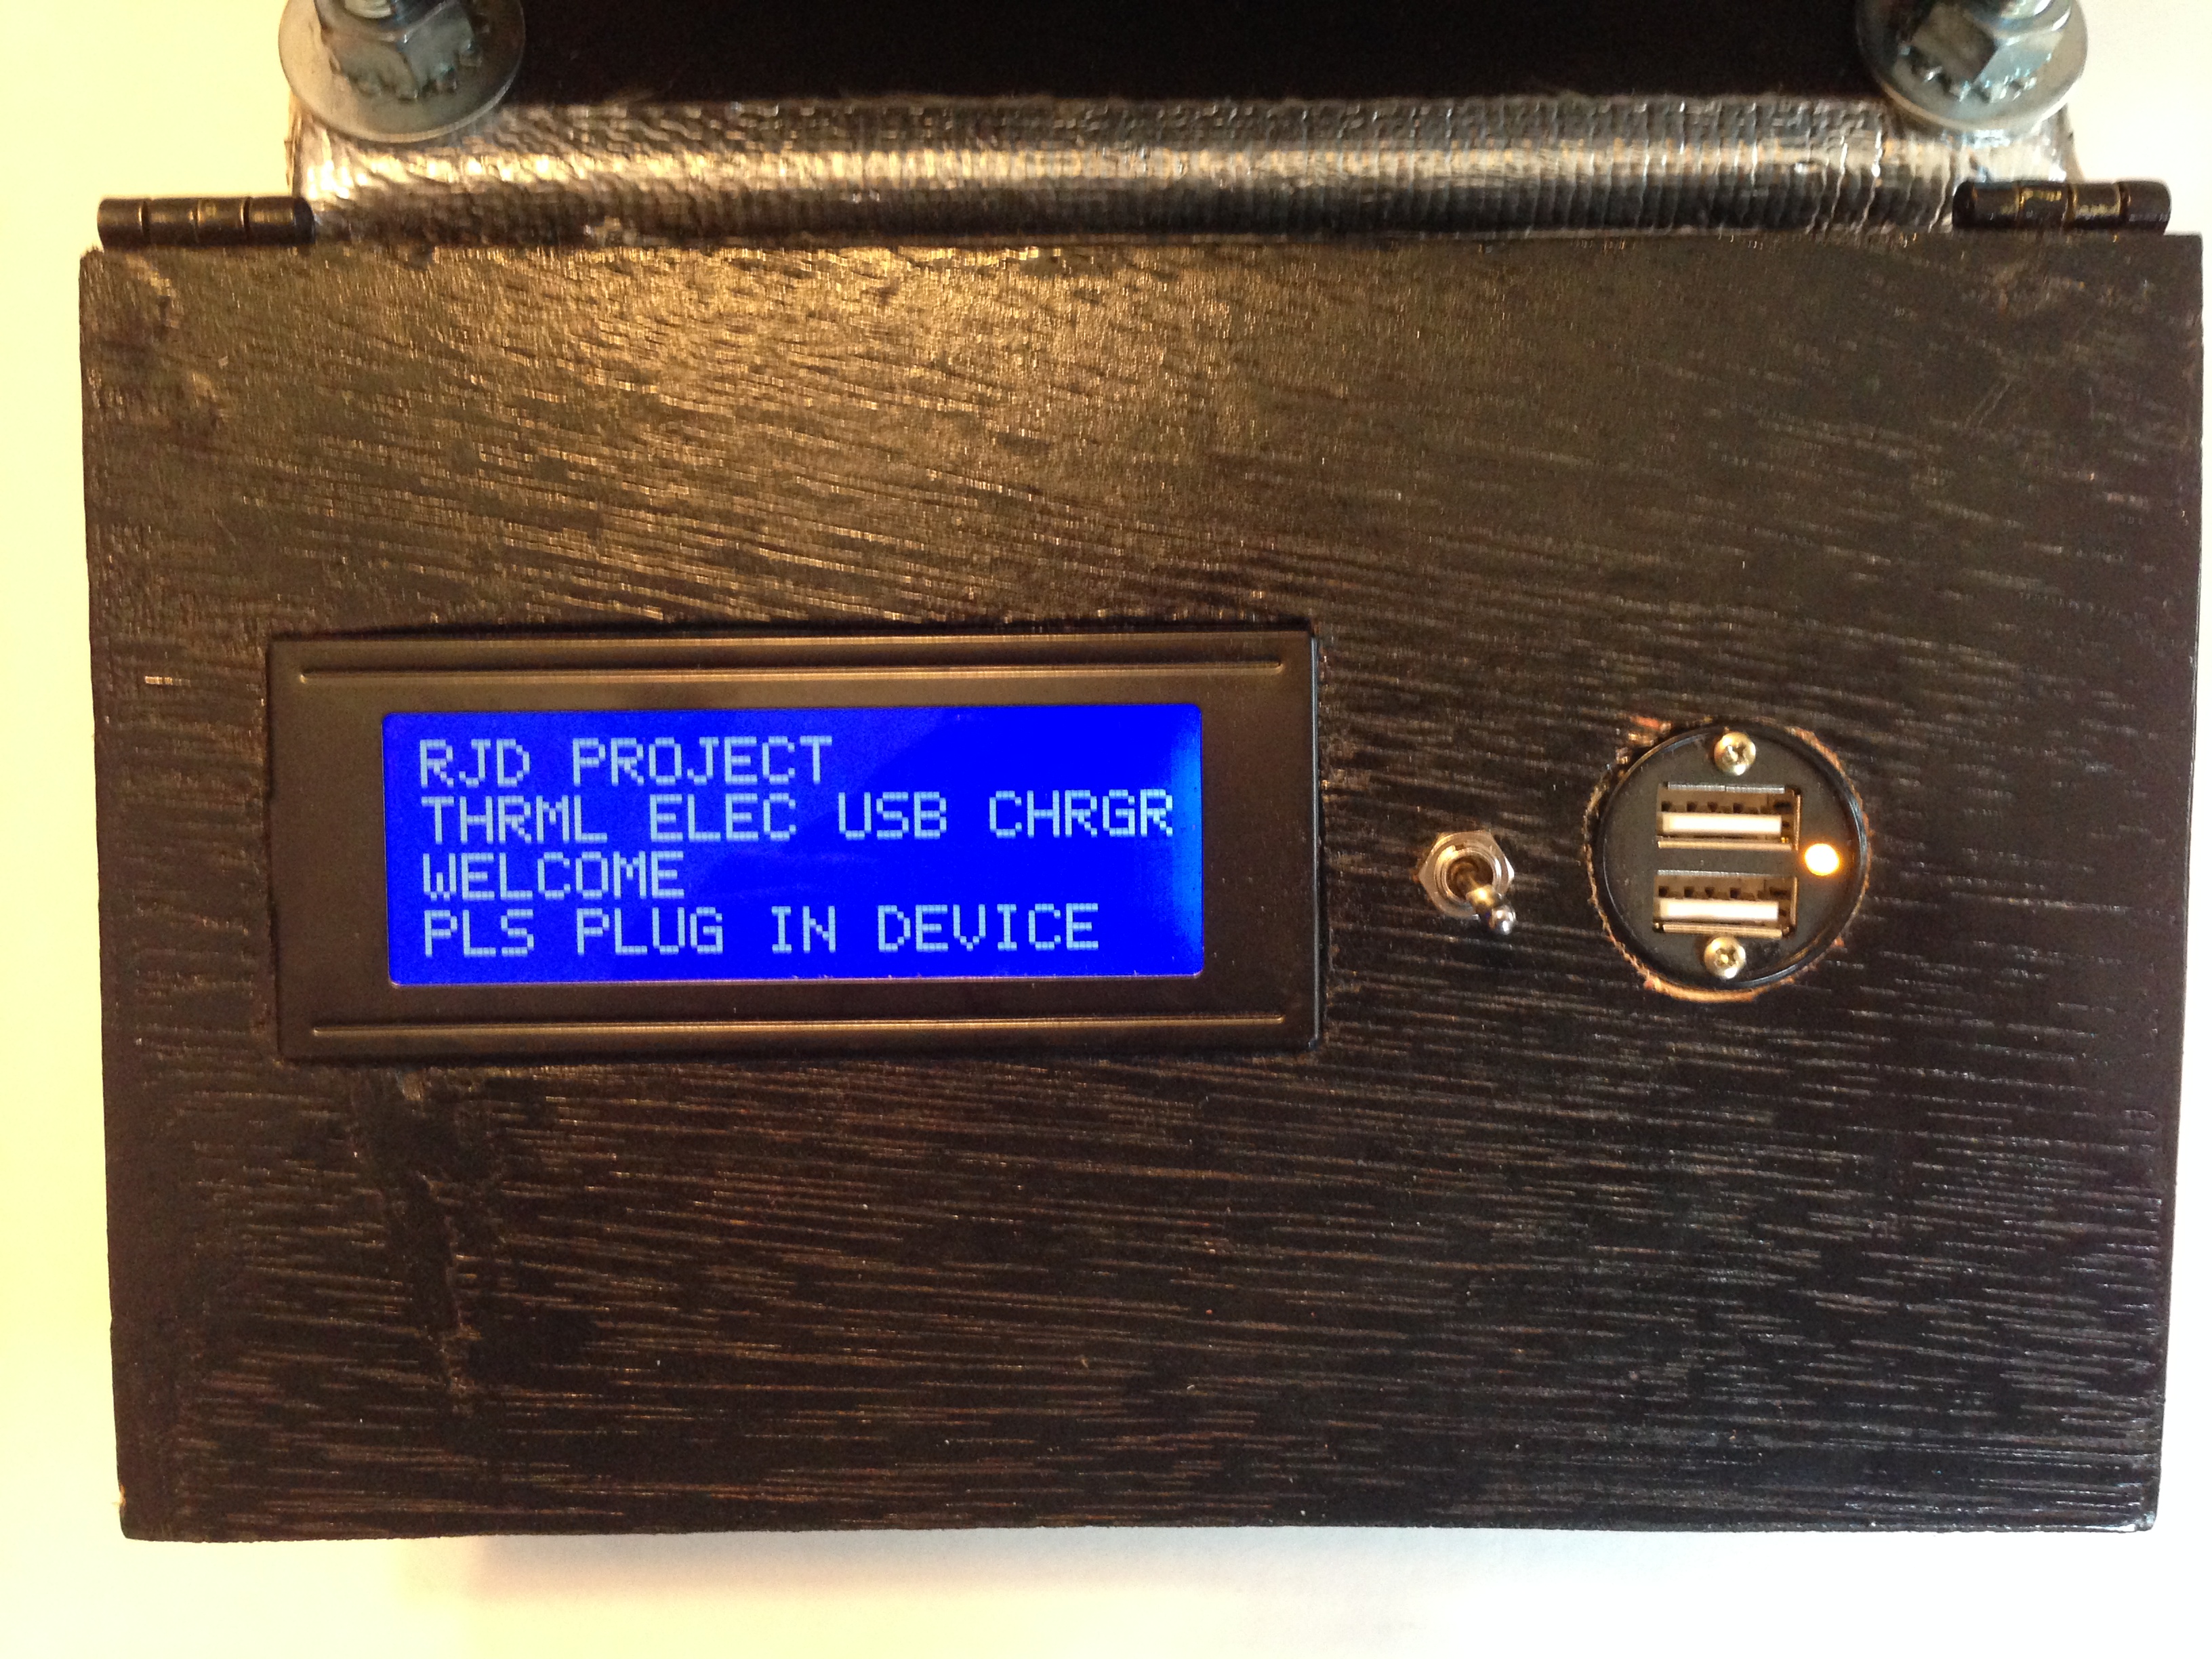 RJD PROJECT
THRML ELEC USB CHRGR
WELCOME
PLS PLUG IN DEVICE